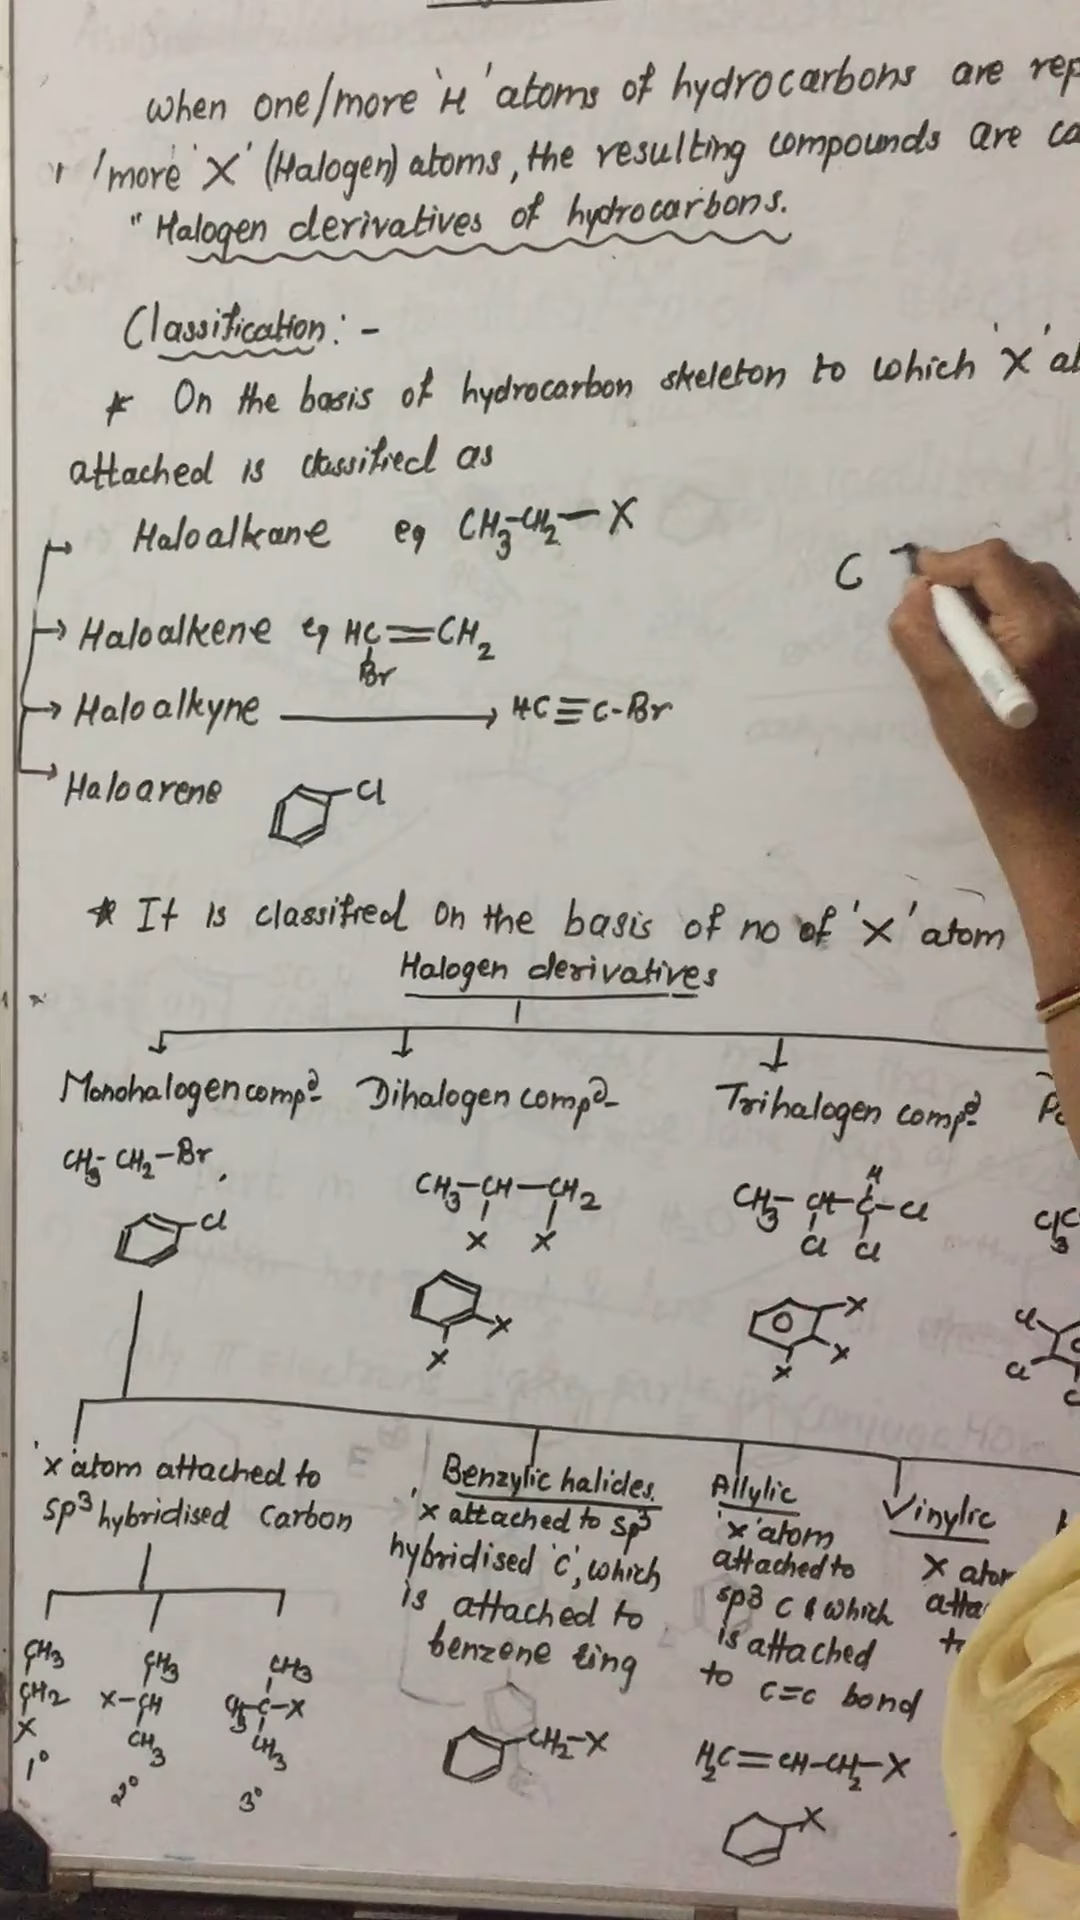 when one/more 'H' atoms of hydrocarbons are rep
/more 'X' (Halogen) atoms, the resulting compounds are ca
"Halogen derivatives of hydrocarbons.
Classification:-
* On the basis of hydrocarbon skeleton to which 'X' at
attached is classified as
→ Haloalkane eg CH3-CH2-X
C
→ Haloalkene eg HC=CH2
Br
→ Haloalkyne → HC≡C-Br
→ Haloarene Cl
* It is classified on the basis of no of 'X' atom
Halogen derivatives
Monohalogen compd Dihalogen compd Trihalogen compd
CH3-CH2-Br, CH3-CH-CH2 CH3-CH-C-Cl
H
X X Cl Cl
Cl
X X
X X X
Cl
Cl
'X' atom attached to
sp3 hybridised Carbon
Benzylic halides.
'X attached to sp3
hybridised 'C', which
is attached to
benzene ring
Allylic
'X' atom
attached to
sp3 C & which
is attached
to C=C bond
Vinylic
X atom
atta
to
CH3
CH2
X
1°
CH3
X-CH
CH3
2°
CH3
CH3-C-X
CH3
3°
CH2-X
H2C=CH-CH2-X
X